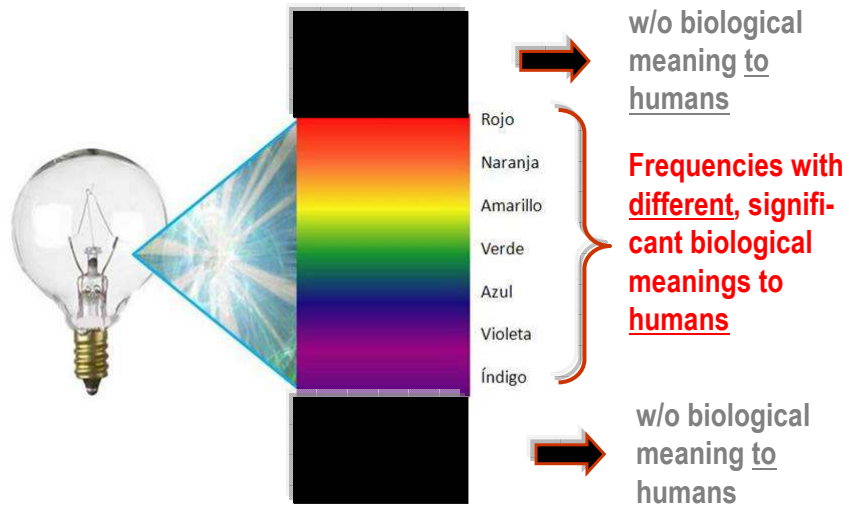 w/o biological
meaning to
humans
Rojo
Naranja
Amarillo
Verde
Azul
Violeta
Índigo
Frequencies with
different, signifi-
cant biological
meanings to
humans
w/o biological
meaning to
humans